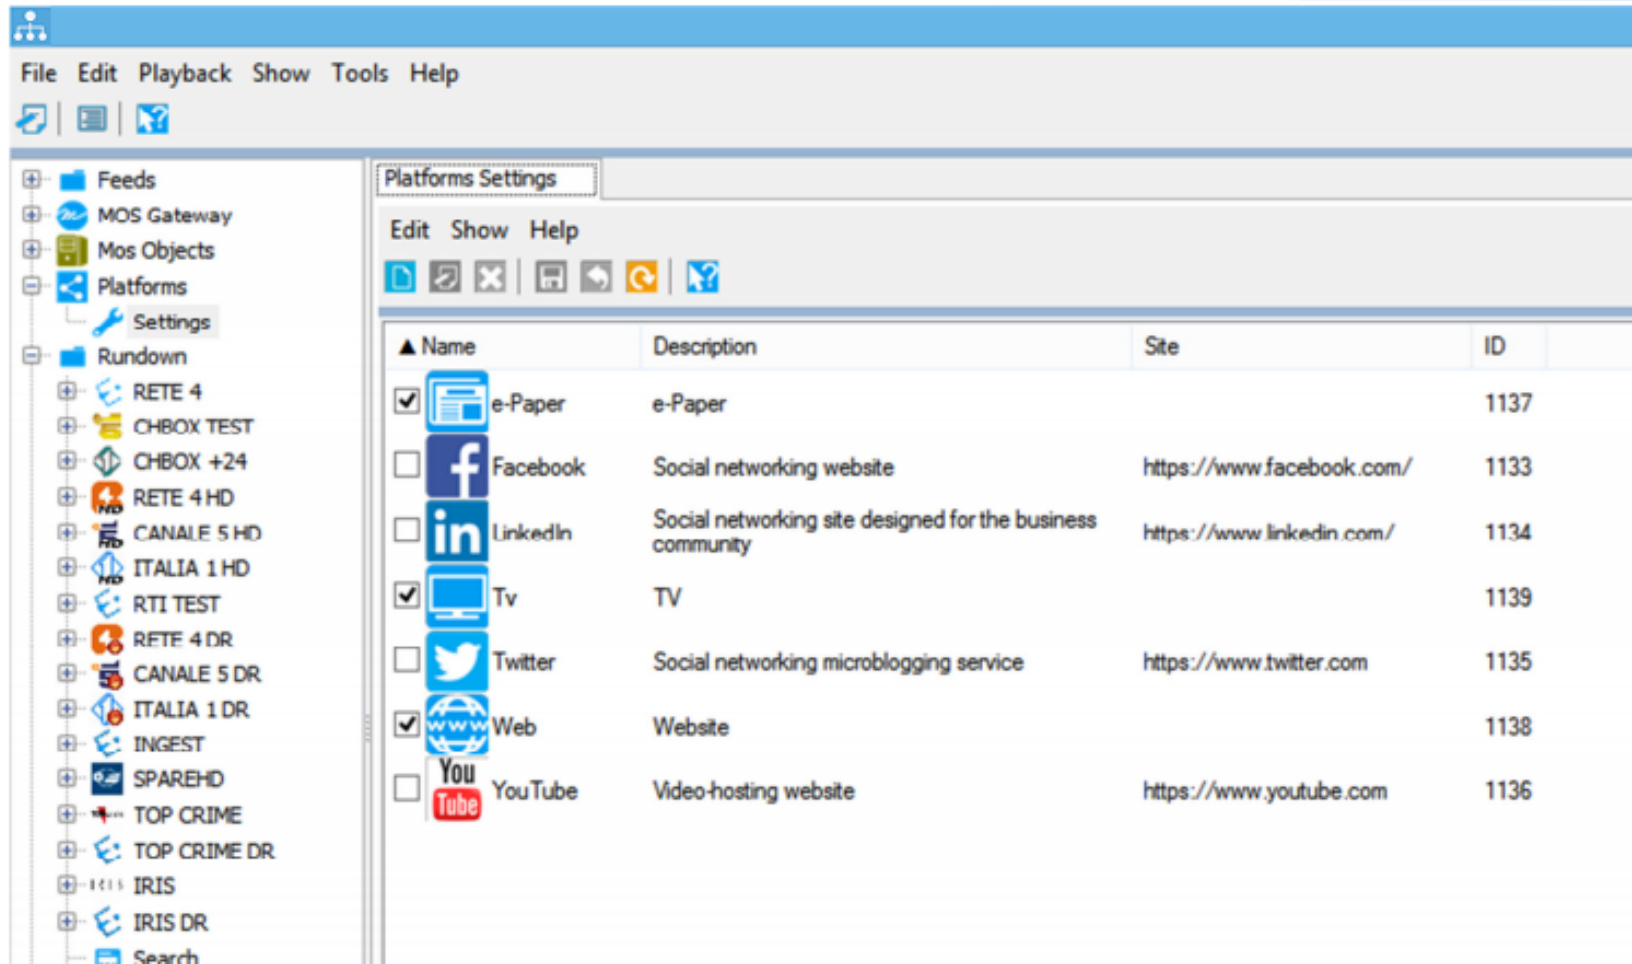 File Edit Playback Show Tools Help
Feeds
MOS Gateway
Mos Objects
Platforms
Settings
Rundown
RETE 4
CHBOX TEST
CHBOX +24
RETE 4 HD
CANALE 5 HD
ITALIA 1 HD
RTI TEST
RETE 4 DR
CANALE 5 DR
ITALIA 1 DR
INGEST
SPAREHD
TOP CRIME
TOP CRIME DR
IRIS IRIS
IRIS DR
Search
Platforms Settings
Edit Show Help
Name Description Site ID
e-Paper e-Paper 1137
Facebook Social networking website https://www.facebook.com/ 1133
in LinkedIn Social networking site designed for the business
community https://www.linkedin.com/ 1134
Tv TV 1139
Twitter Social networking microblogging service https://www.twitter.com 1135
www Web Website 1138
You
Tube YouTube Video-hosting website https://www.youtube.com 1136